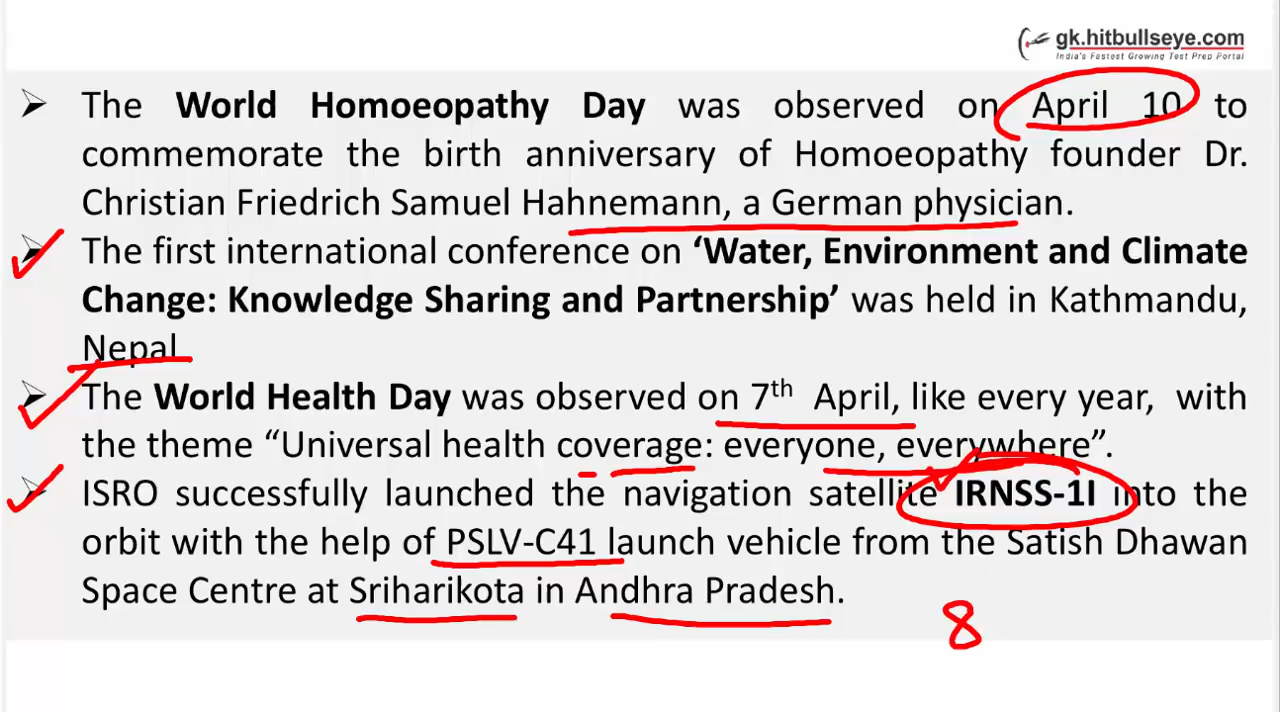 gk.hitbullseye.com
India's Fastest Growing Test Prep Portal
➤ The World Homoeopathy Day was observed on April 10 to
commemorate the birth anniversary of Homoeopathy founder Dr.
Christian Friedrich Samuel Hahnemann, a German physician.
➤ The first international conference on ‘Water, Environment and Climate
Change: Knowledge Sharing and Partnership’ was held in Kathmandu,
Nepal
➤ The World Health Day was observed on 7th April, like every year, with
the theme “Universal health coverage: everyone, everywhere”.
➤ ISRO successfully launched the navigation satellite IRNSS-1I into the
orbit with the help of PSLV-C41 launch vehicle from the Satish Dhawan
Space Centre at Sriharikota in Andhra Pradesh.
8